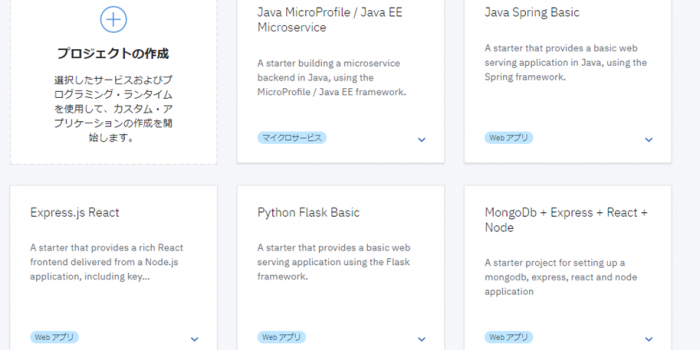 プロジェクトの作成
選択したサービスおよびプ
ログラミング・ランタイム
を使用して、カスタム・ア
プリケーションの作成を開
始します。
Java MicroProfile / Java EE
Microservice
A starter building a microservice
backend in Java, using the
MicroProfile / Java EE framework.
マイクロサービス
Java Spring Basic
A starter that provides a basic web
serving application in Java, using the
Spring framework.
Web アプリ
Express.js React
A starter that provides a rich React
frontend delivered from a Node.js
application, including key...
Web アプリ
Python Flask Basic
A starter that provides a basic web
serving application using the Flask
framework.
Web アプリ
MongoDb + Express + React +
Node
A starter project for setting up a
mongodb, express, react and node
application
Web アプリ